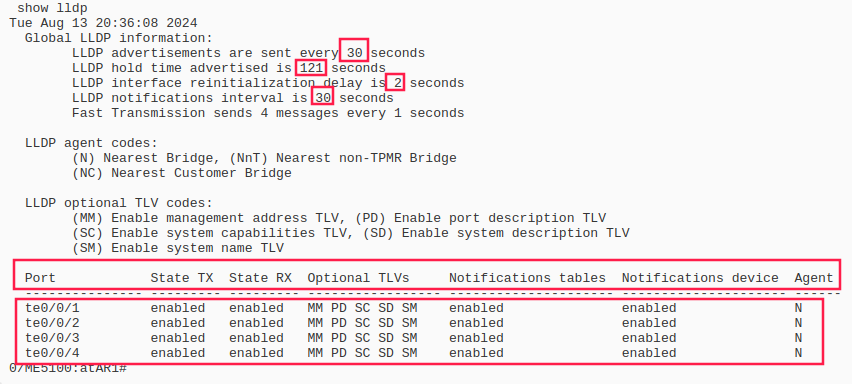 show lldp
Tue Aug 13 20:36:08 2024
Global LLDP information:
LLDP advertisements are sent every 30 seconds
LLDP hold time advertised is 121 seconds
LLDP interface reinitialization delay is 2 seconds
LLDP notifications interval is 30 seconds
Fast Transmission sends 4 messages every 1 seconds
LLDP agent codes:
(N) Nearest Bridge, (NnT) Nearest non-TPMR Bridge
(NC) Nearest Customer Bridge
LLDP optional TLV codes:
(MM) Enable management address TLV, (PD) Enable port description TLV
(SC) Enable system capabilities TLV, (SD) Enable system description TLV
(SM) Enable system name TLV
Port State TX State RX Optional TLVs Notifications tables Notifications device Agent
--------------- --------- --------- ----------------- --------------------- -------------------- ------
te0/0/1 enabled enabled MM PD SC SD SM enabled enabled N
te0/0/2 enabled enabled MM PD SC SD SM enabled enabled N
te0/0/3 enabled enabled MM PD SC SD SM enabled enabled N
te0/0/4 enabled enabled MM PD SC SD SM enabled enabled N
0/ME5100:atAR1#